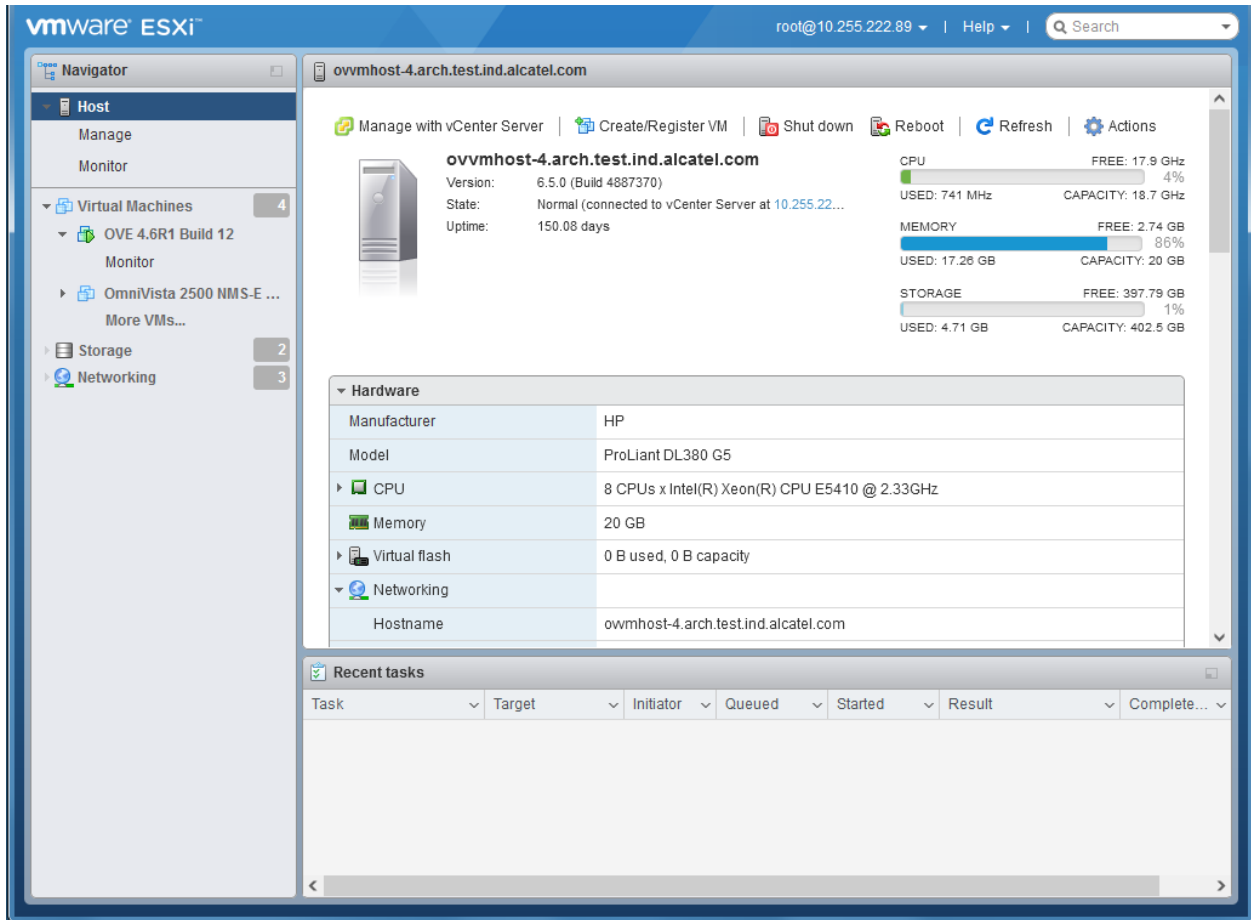 vmware ESXi™
root@10.255.222.89 | Help | Search
Navigator
Host
Manage
Monitor
Virtual Machines 4
OVE 4.6R1 Build 12
Monitor
OmniVista 2500 NMS-E ...
More VMs...
Storage 2
Networking 3
ovvmhost-4.arch.test.ind.alcatel.com
Manage with vCenter Server | Create/Register VM | Shut down Reboot | Refresh | Actions
ovvmhost-4.arch.test.ind.alcatel.com
Version: 6.5.0 (Build 4887370)
State: Normal (connected to vCenter Server at 10.255.22...
Uptime: 150.08 days
CPU FREE: 17.9 GHz
4%
USED: 741 MHz CAPACITY: 18.7 GHz
MEMORY FREE: 2.74 GB
86%
USED: 17.26 GB CAPACITY: 20 GB
STORAGE FREE: 397.79 GB
1%
USED: 4.71 GB CAPACITY: 402.5 GB
Hardware
Manufacturer HP
Model ProLiant DL380 G5
CPU 8 CPUs x Intel(R) Xeon(R) CPU E5410 @ 2.33GHz
Memory 20 GB
Virtual flash 0 B used, 0 B capacity
Networking
Hostname ovvmhost-4.arch.test.ind.alcatel.com
Recent tasks
Task Target Initiator Queued Started Result Complete...